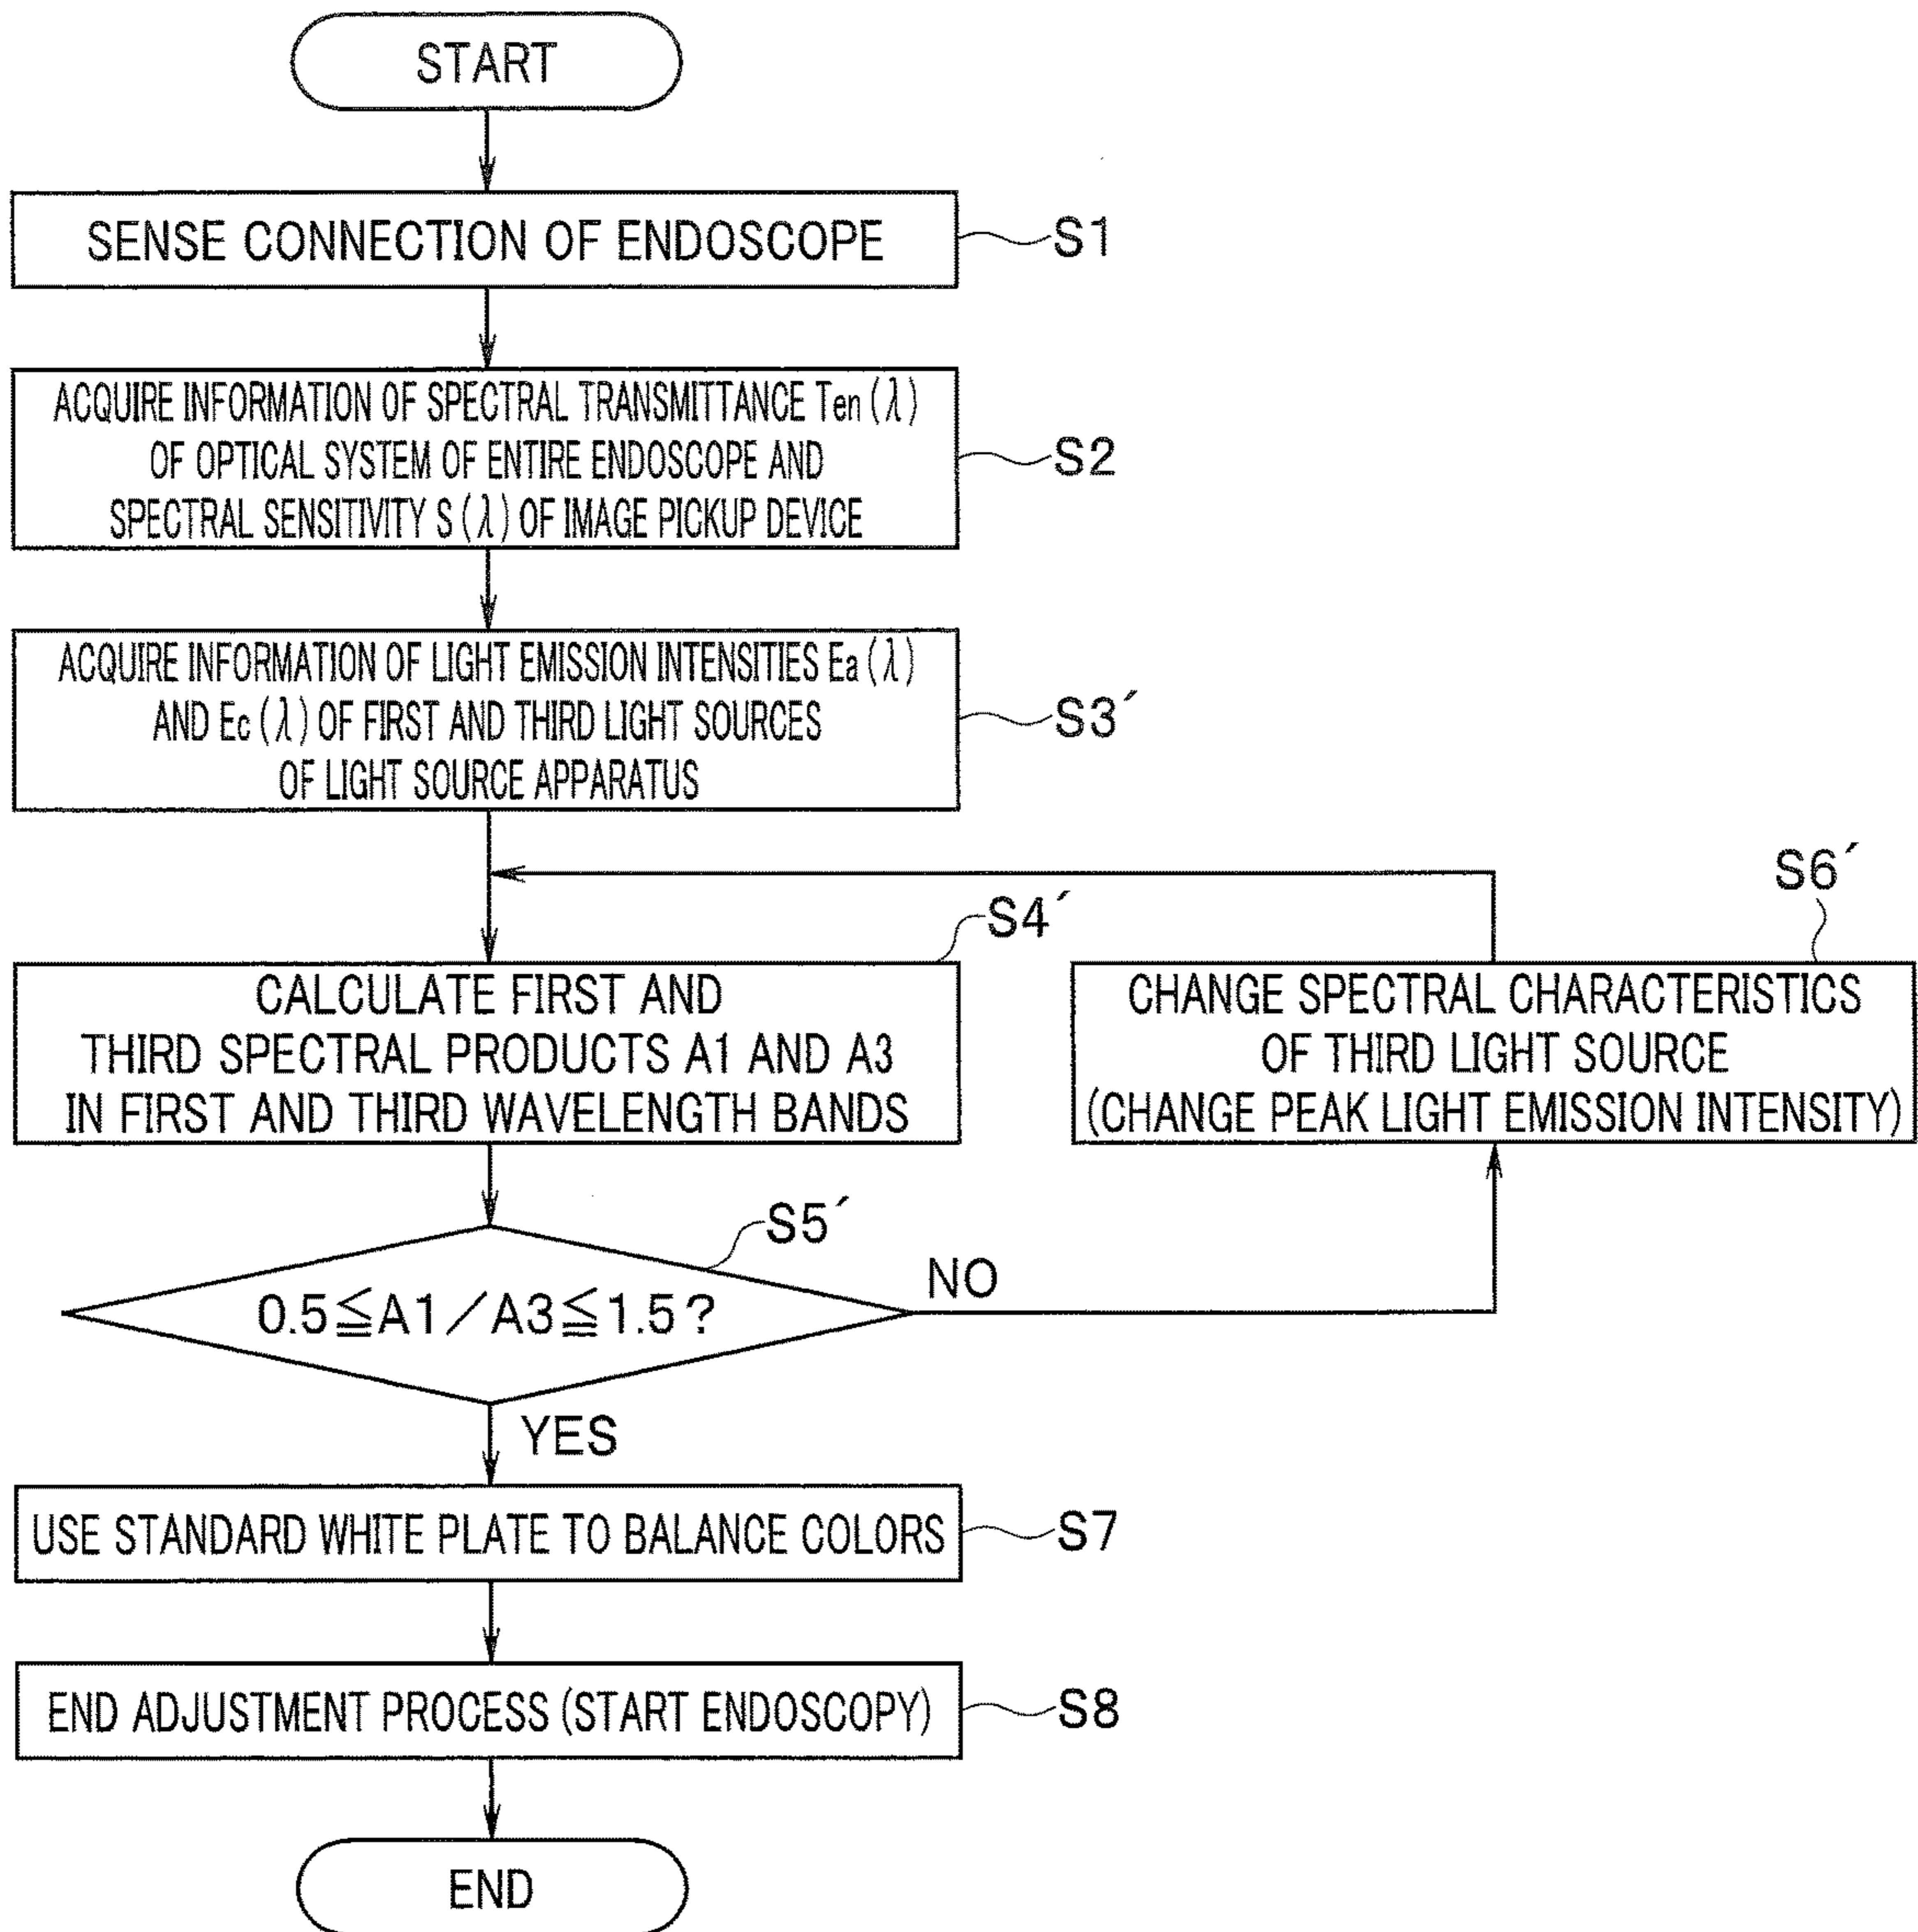 START
SENSE CONNECTION OF ENDOSCOPE
S1
ACQUIRE INFORMATION OF SPECTRAL TRANSMITTANCE Ten(λ)
OF OPTICAL SYSTEM OF ENTIRE ENDOSCOPE AND
SPECTRAL SENSITIVITY S(λ) OF IMAGE PICKUP DEVICE
S2
ACQUIRE INFORMATION OF LIGHT EMISSION INTENSITIES Ea(λ)
AND Ec(λ) OF FIRST AND THIRD LIGHT SOURCES
OF LIGHT SOURCE APPARATUS
S3´
S4´
CALCULATE FIRST AND
THIRD SPECTRAL PRODUCTS A1 AND A3
IN FIRST AND THIRD WAVELENGTH BANDS
S6´
CHANGE SPECTRAL CHARACTERISTICS
OF THIRD LIGHT SOURCE
(CHANGE PEAK LIGHT EMISSION INTENSITY)
S5´
0.5≦A1/A3≦1.5?
NO
YES
USE STANDARD WHITE PLATE TO BALANCE COLORS
S7
END ADJUSTMENT PROCESS (START ENDOSCOPY)
S8
END